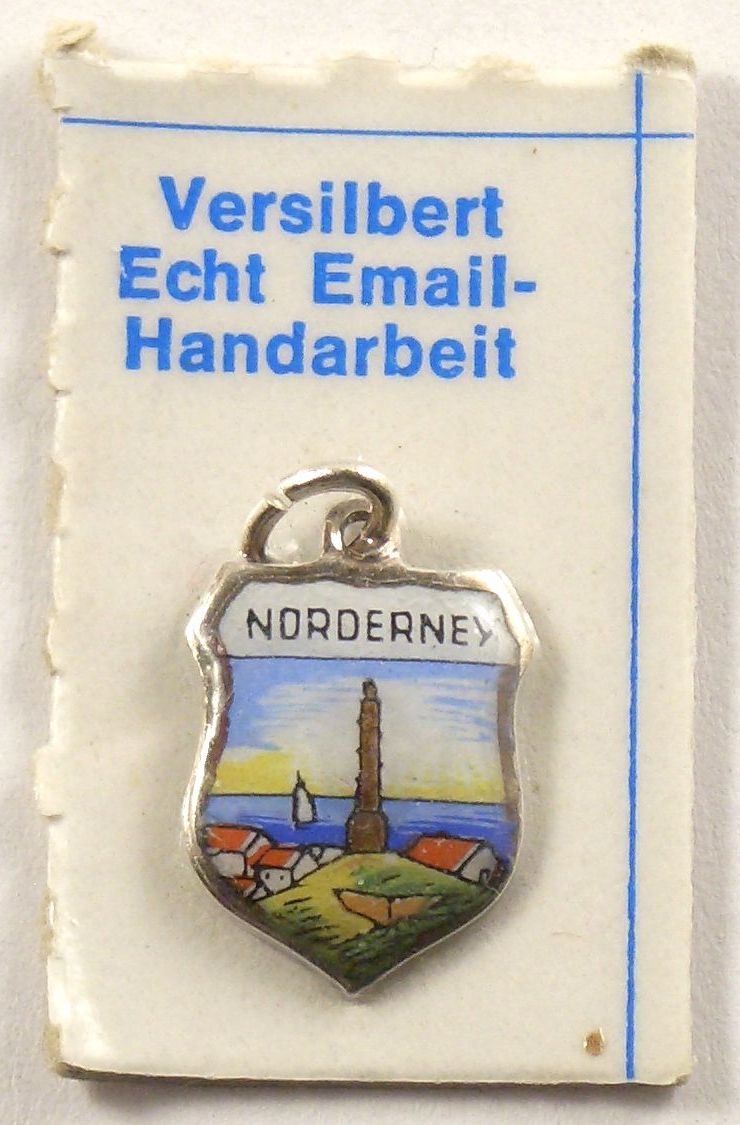 Versilbert
Echt Email-
Handarbeit
NORDERNEY